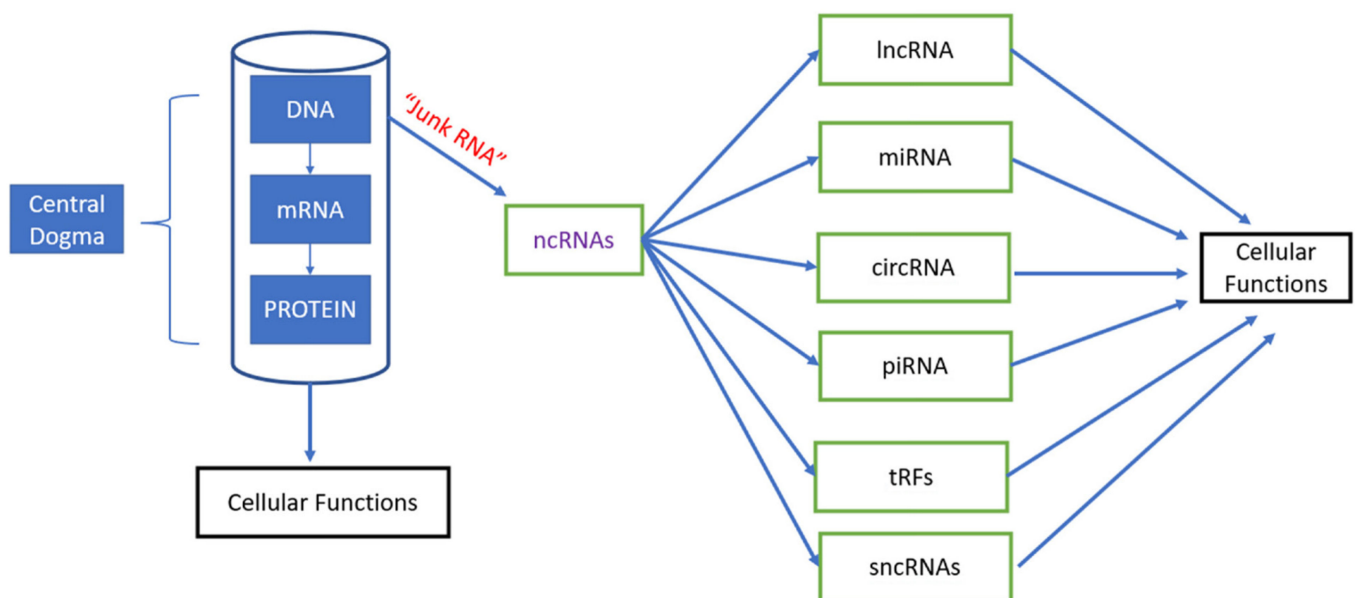 Central
Dogma
DNA
mRNA
PROTEIN
Cellular Functions
"Junk RNA"
ncRNAs
lncRNA
miRNA
circRNA
piRNA
tRFs
sncRNAs
Cellular
Functions